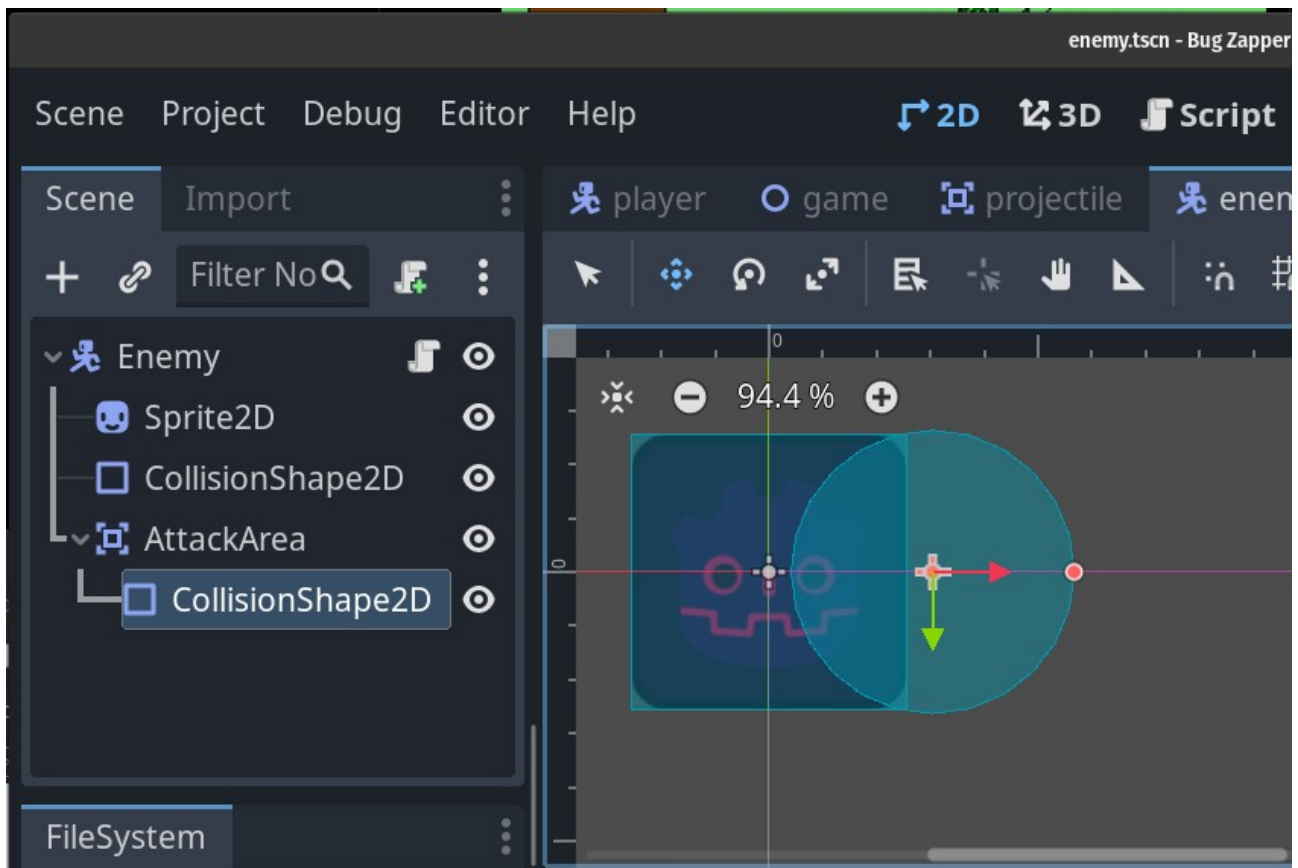 enemy.tscn - Bug Zapper
Scene Project Debug Editor Help 2D 3D Script
Scene Import player game projectile enem
Filter No
Enemy
Sprite2D
CollisionShape2D
AttackArea
CollisionShape2D
0
94.4 %
0
FileSystem